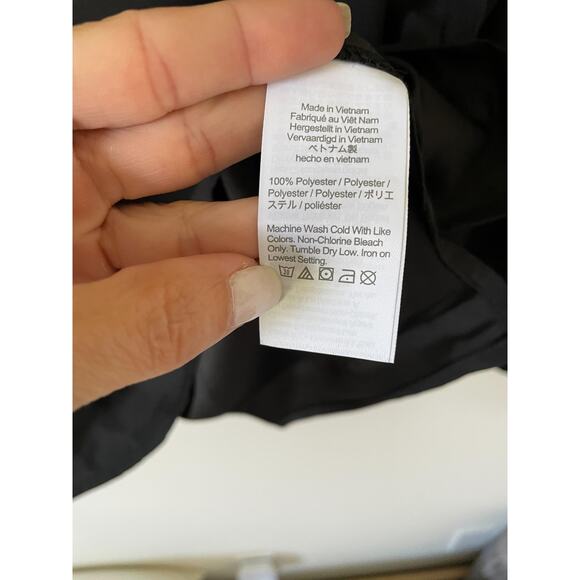 Made in Vietnam
Fabriqué au Viêt Nam
Hergestellt in Vietnam
Vervaardigd in Vietnam
ベトナム製
hecho en vietnam
100% Polyester / Polyester /
Polyester / Polyester / ポリエ
ステル / poliéster
Machine Wash Cold With Like
Colors. Non-Chlorine Bleach
Only. Tumble Dry Low. Iron on
Lowest Setting.